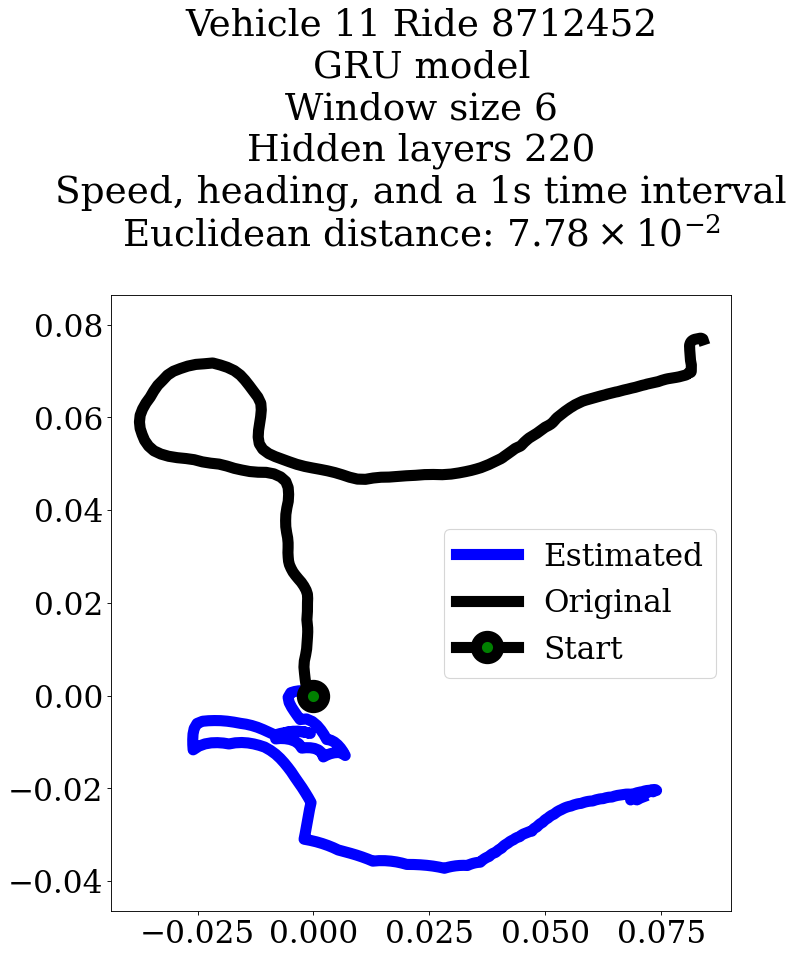 Vehicle 11 Ride 8712452
GRU model
Window size 6
Hidden layers 220
Speed, heading, and a 1s time interval
Euclidean distance: 7.78 × 10⁻²
0.08
0.06
0.04
0.02
0.00
−0.02
−0.04
Estimated
Original
Start
−0.025 0.000 0.025 0.050 0.075